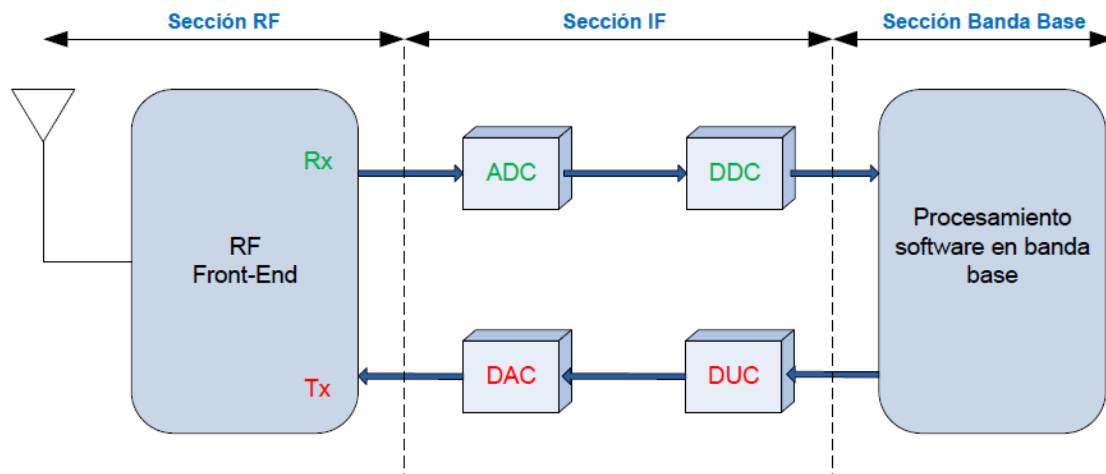 Sección RF
Sección IF
Sección Banda Base
Rx
ADC
DDC
RF
Front-End
Procesamiento
software en banda
base
Tx
DAC
DUC